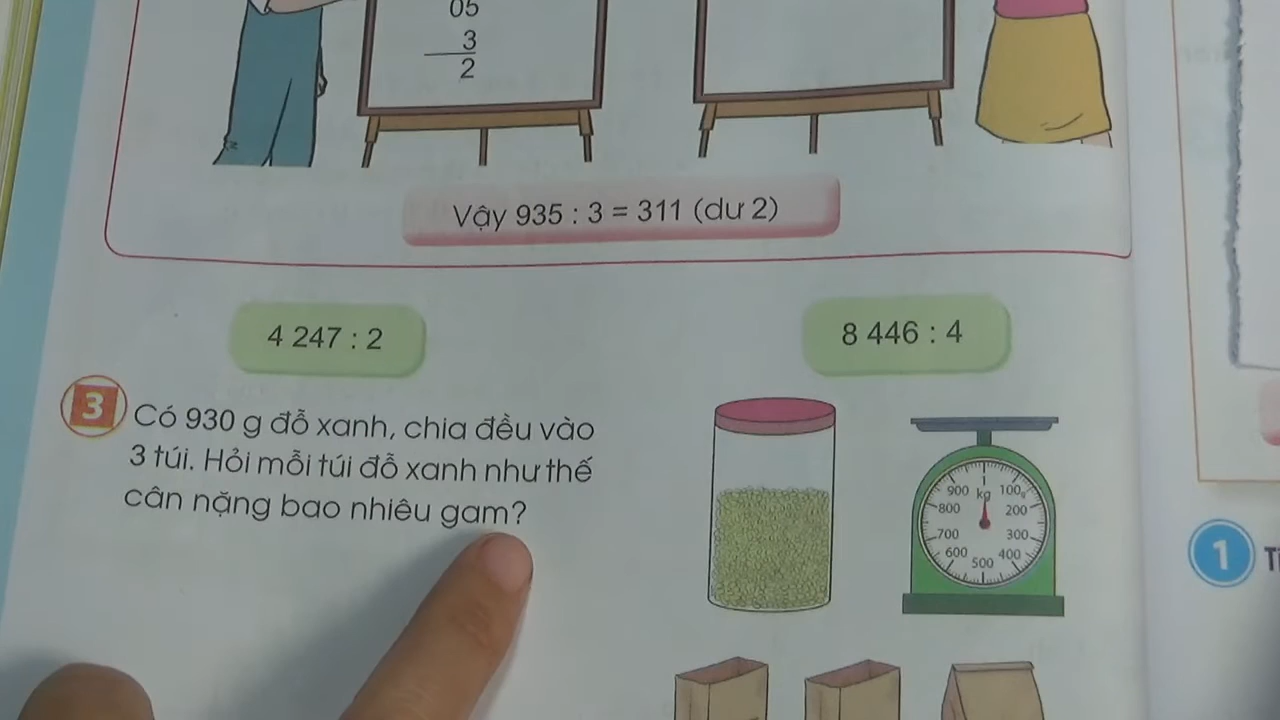 05
3
2
Vậy 935 : 3 = 311 (dư 2)
4 247 : 2
8 446 : 4
3
Có 930 g đỗ xanh, chia đều vào
3 túi. Hỏi mỗi túi đỗ xanh như thế
cân nặng bao nhiêu gam?
kg
100g
200
300
400
500
600
700
800
900
1